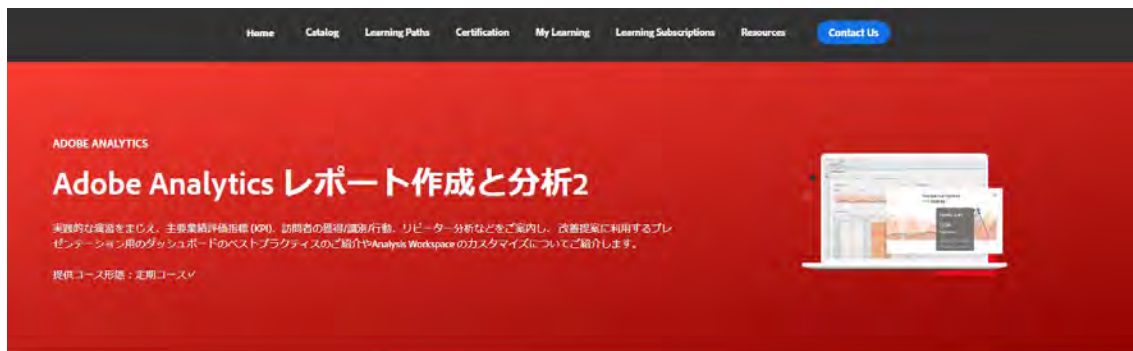 Home Catalog Learning Paths Certification My Learning Learning Subscriptions Resources Contact Us
ADOBE ANALYTICS
Adobe Analytics レポート作成と分析2
実践的な演習をまじえ、主要業績評価指標 (KPI)、訪問者の獲得/識別/行動、リピーター分析などをご案内し、改善提案に利用するプレ
ゼンテーション用のダッシュボードのベストプラクティスのご紹介やAnalysis Workspace のカスタマイズについてご紹介します。
提供コース形態：定期コース✓